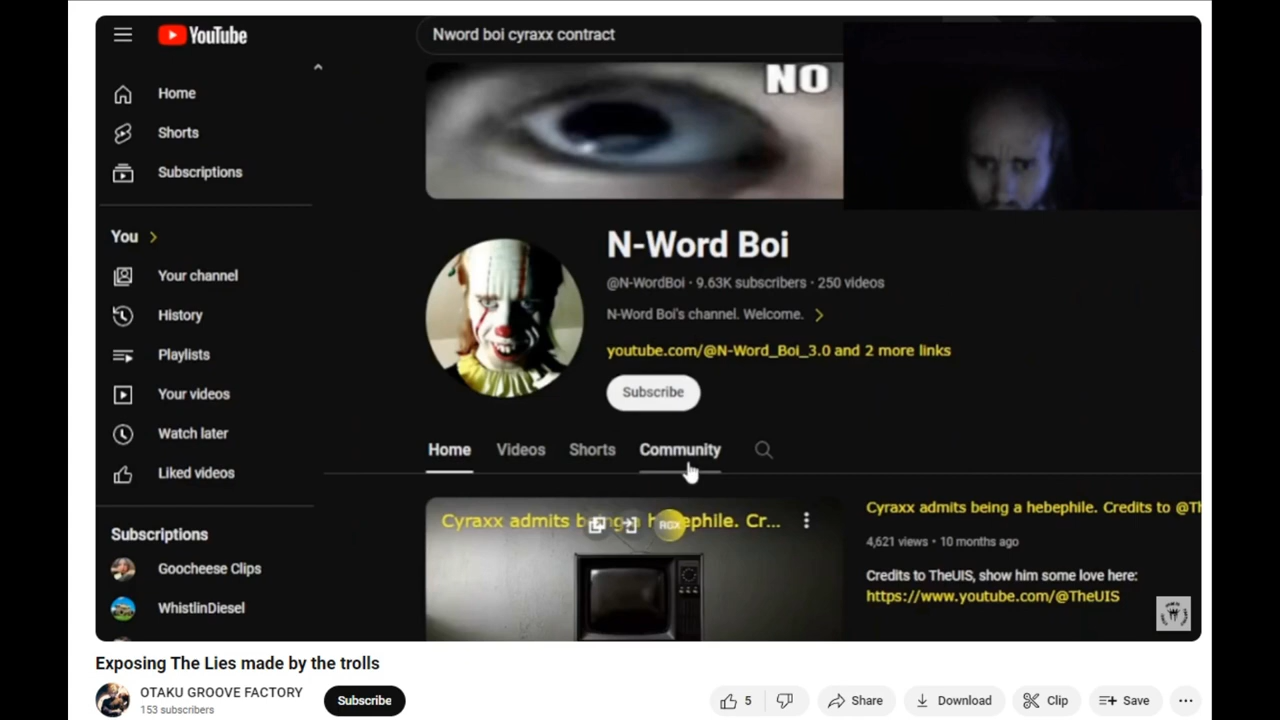 YouTube
Nword boi cyraxx contract
NO
Home
Shorts
Subscriptions
You
Your channel
History
Playlists
Your videos
Watch later
Liked videos
Subscriptions
Goocheese Clips
WhistlinDiesel
N-Word Boi
@N-WordBoi · 9.63K subscribers · 250 videos
N-Word Boi's channel. Welcome.
youtube.com/@N-Word_Boi_3.0 and 2 more links
Subscribe
Home Videos Shorts Community
Cyraxx admits being a hebephile. Cr...
Cyraxx admits being a hebephile. Credits to @Th
4,621 views · 10 months ago
Credits to TheUIS, show him some love here:
https://www.youtube.com/@TheUIS
Exposing The Lies made by the trolls
OTAKU GROOVE FACTORY
153 subscribers
Subscribe
5
Share
Download
Clip
Save